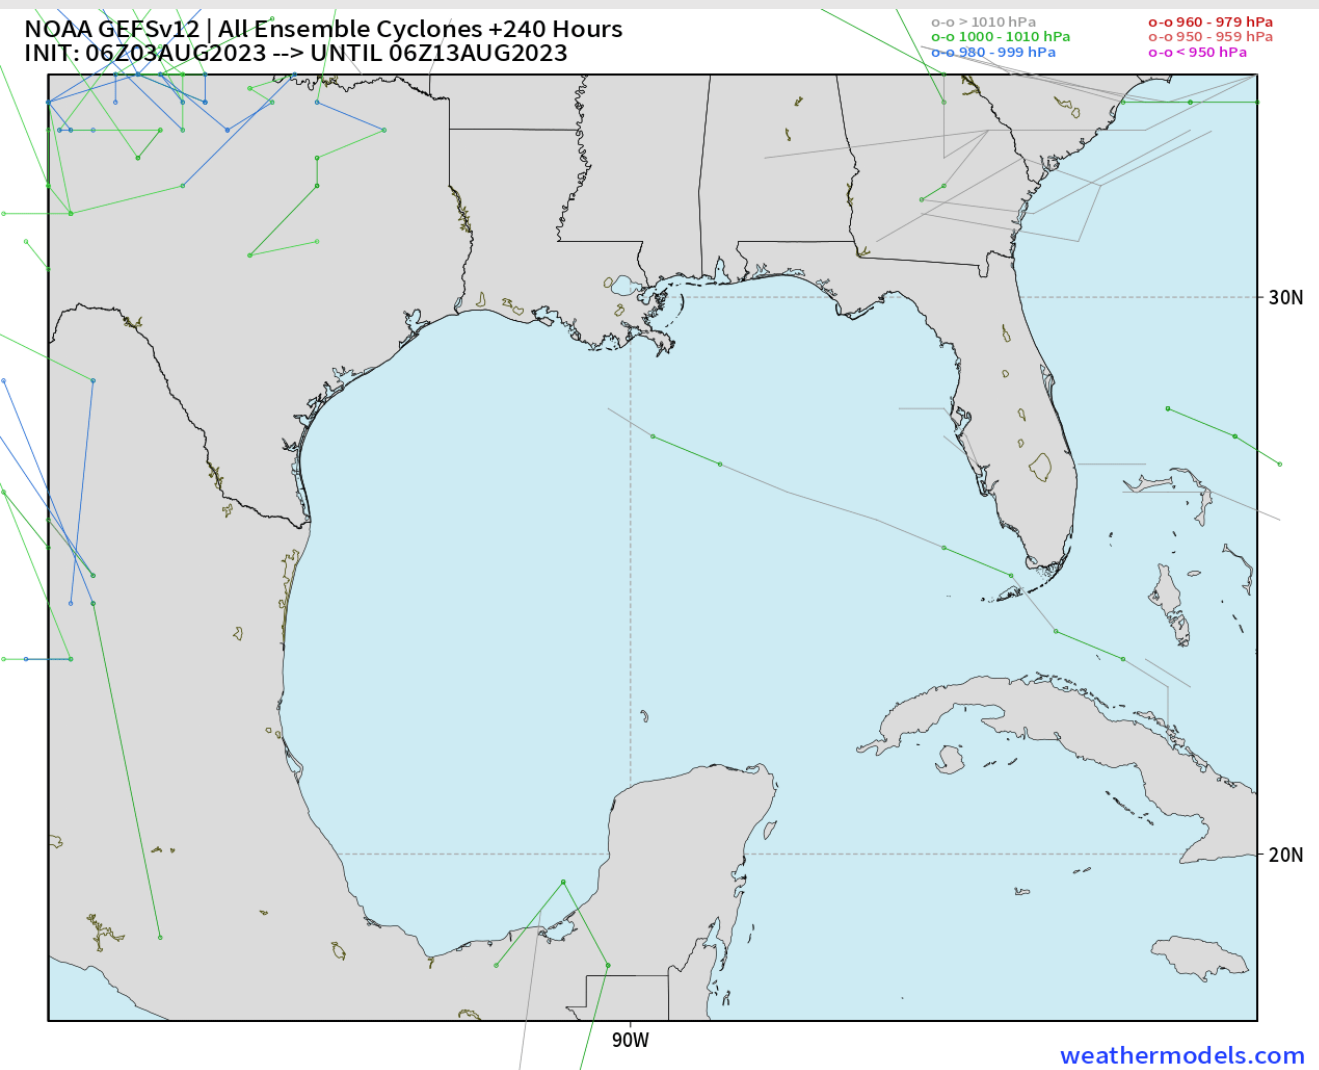 NOAA GEFSv12 | All Ensemble Cyclones +240 Hours
INIT: 06Z03AUG2023 --> UNTIL 06Z13AUG2023
o-o > 1010 hPa
o-o 1000 - 1010 hPa
o-o 980 - 999 hPa
o-o 960 - 979 hPa
o-o 950 - 959 hPa
o-o < 950 hPa
30N
20N
90W
weathermodels.com